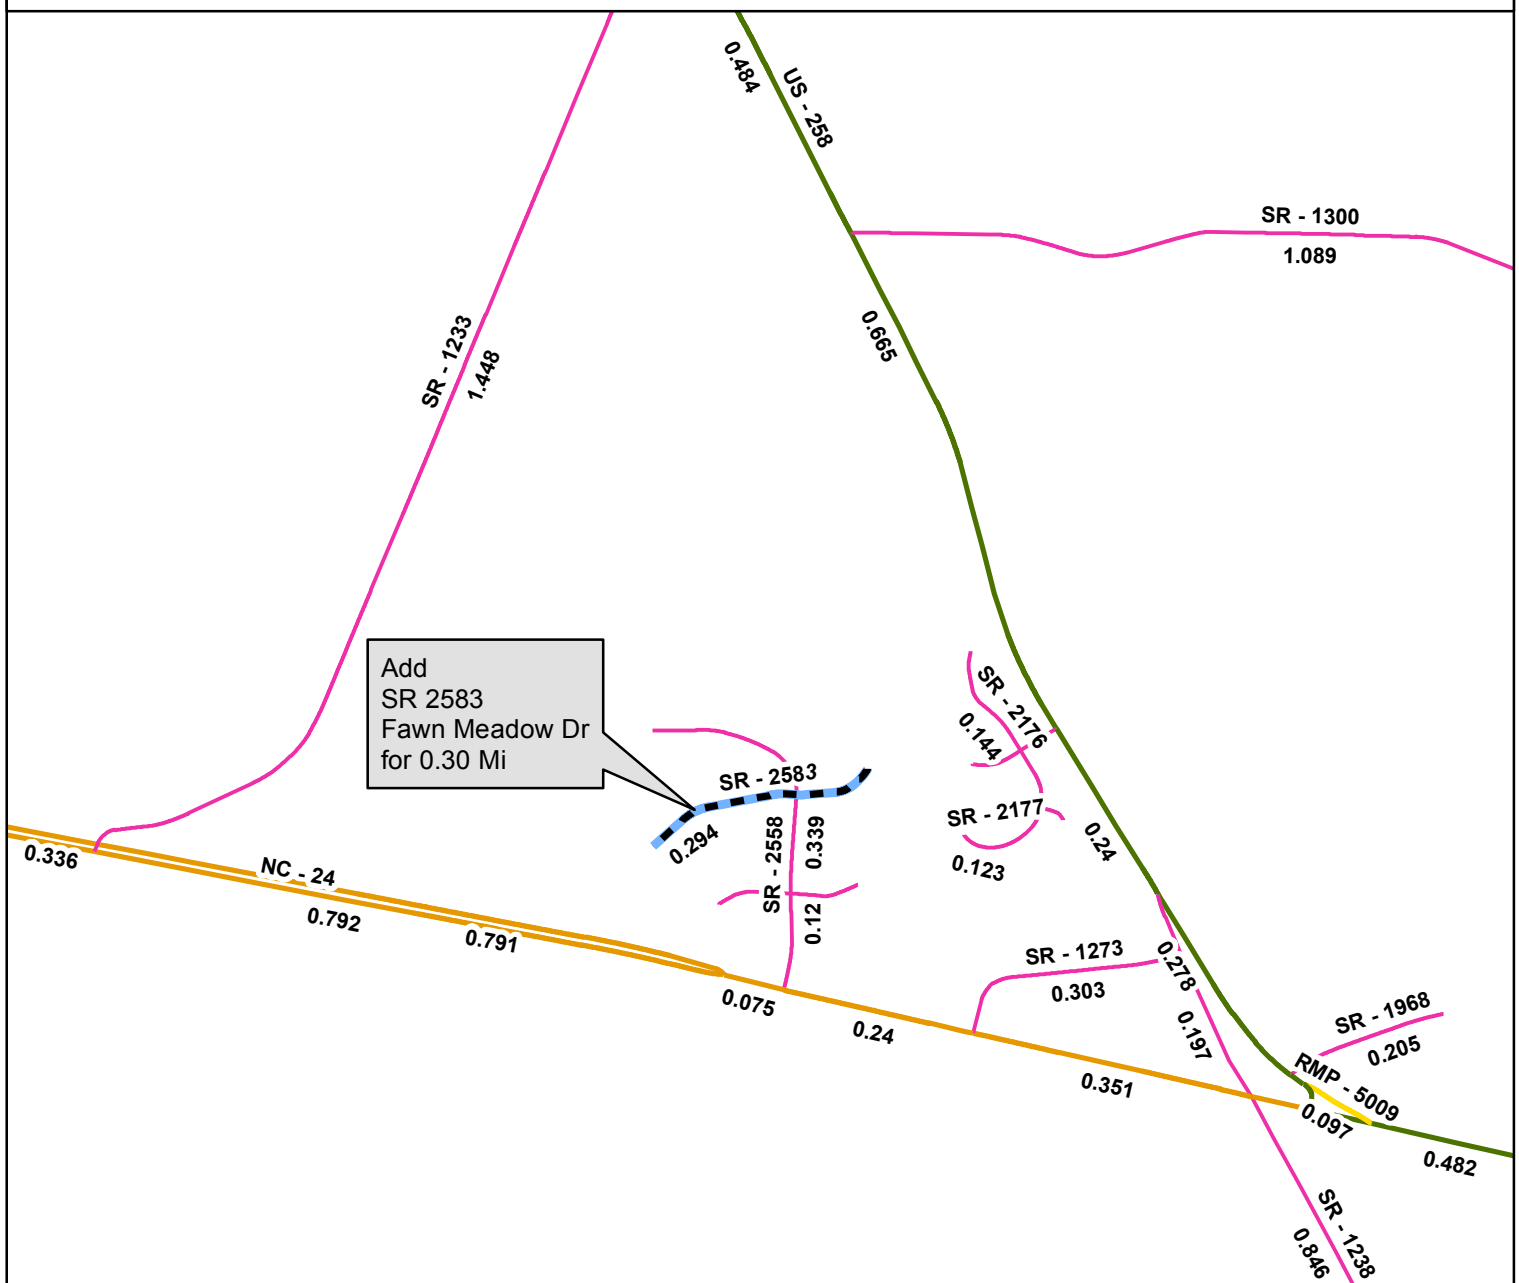 0.484
US - 258
SR - 1300
1.089
0.665
SR - 1233
1.448
Add
SR 2583
Fawn Meadow Dr
for 0.30 Mi
SR - 2176
0.144
SR - 2583
0.294
SR - 2558
0.339
0.12
SR - 2177
0.123
0.24
0.336
NC - 24
0.792
0.791
0.075
0.24
SR - 1273
0.303
0.278
0.197
0.351
SR - 1968
0.205
RMP - 5009
0.097
0.482
SR - 1238
0.846